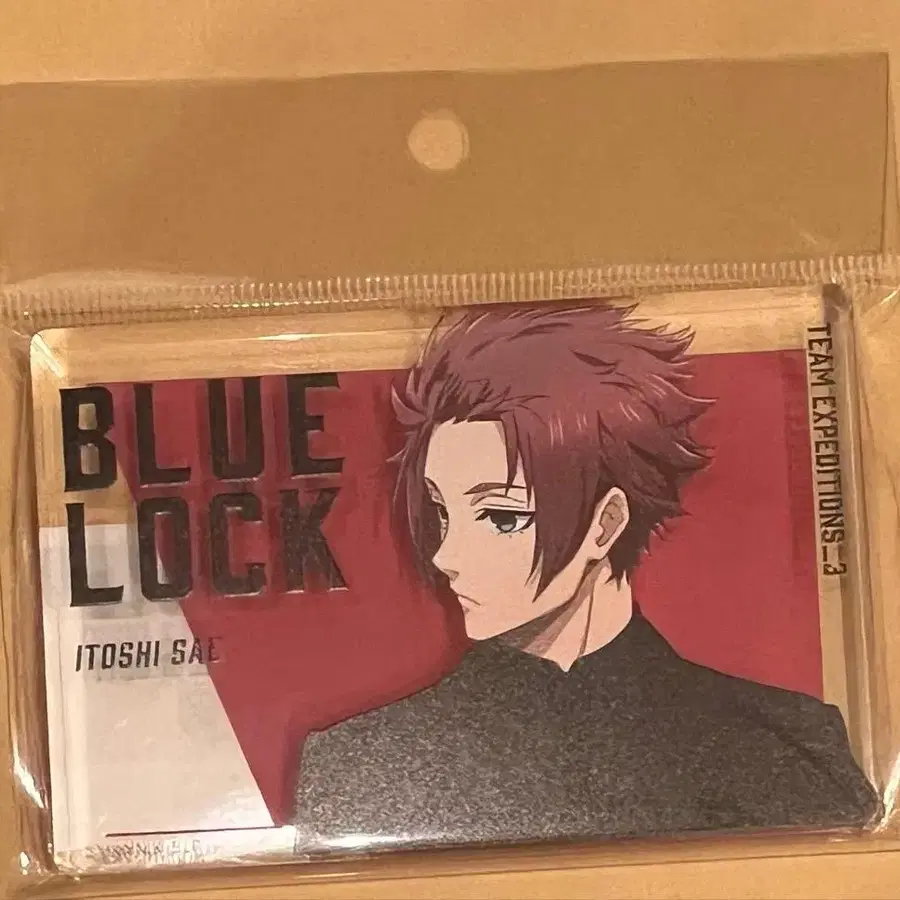 BLUE
LOCK
ITOSHI SAE
TEAM EXPEDITIONS_3